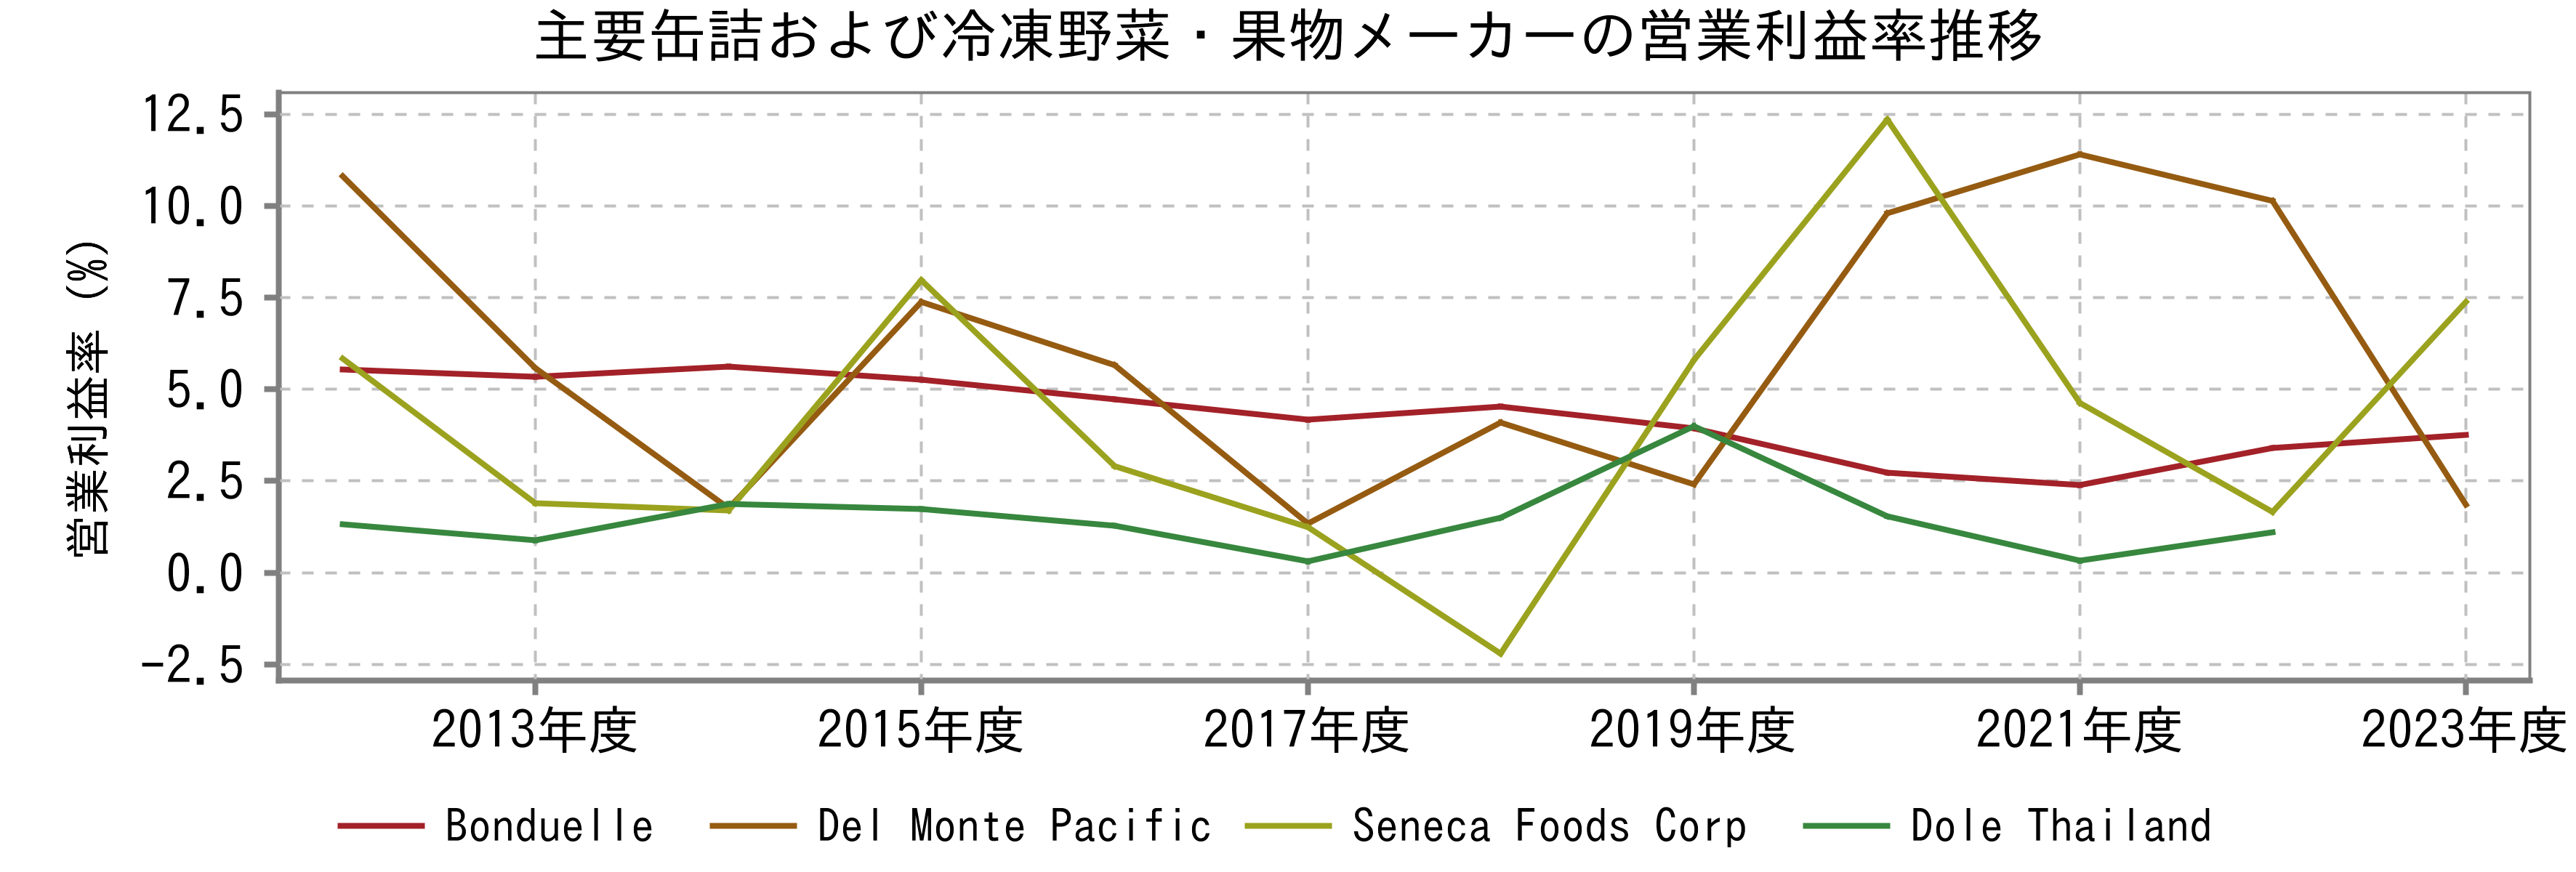 主要缶詰および冷凍野菜・果物メーカーの営業利益率推移
営業利益率 (%)
12.5
10.0
7.5
5.0
2.5
0.0
-2.5
2013年度 2015年度 2017年度 2019年度 2021年度 2023年度
Bonduelle Del Monte Pacific Seneca Foods Corp Dole Thailand